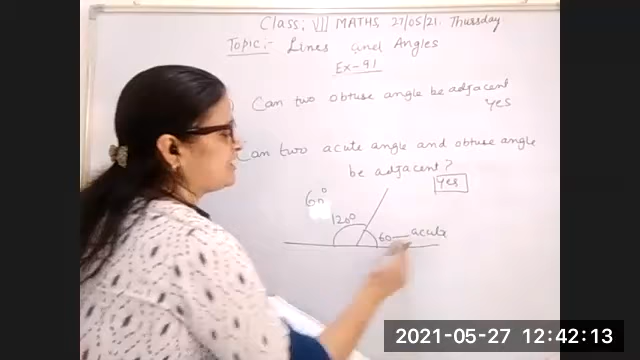 Class:- VII MATHS 27/05/21. Thursday
Topic:- Lines and Angles
Ex-9.1
Can two obtuse angle be adjacent
Yes
Can two acute angle and obtuse angle
be adjacent?
Yes
60°
120°
60 acute
2021-05-27 12:42:13